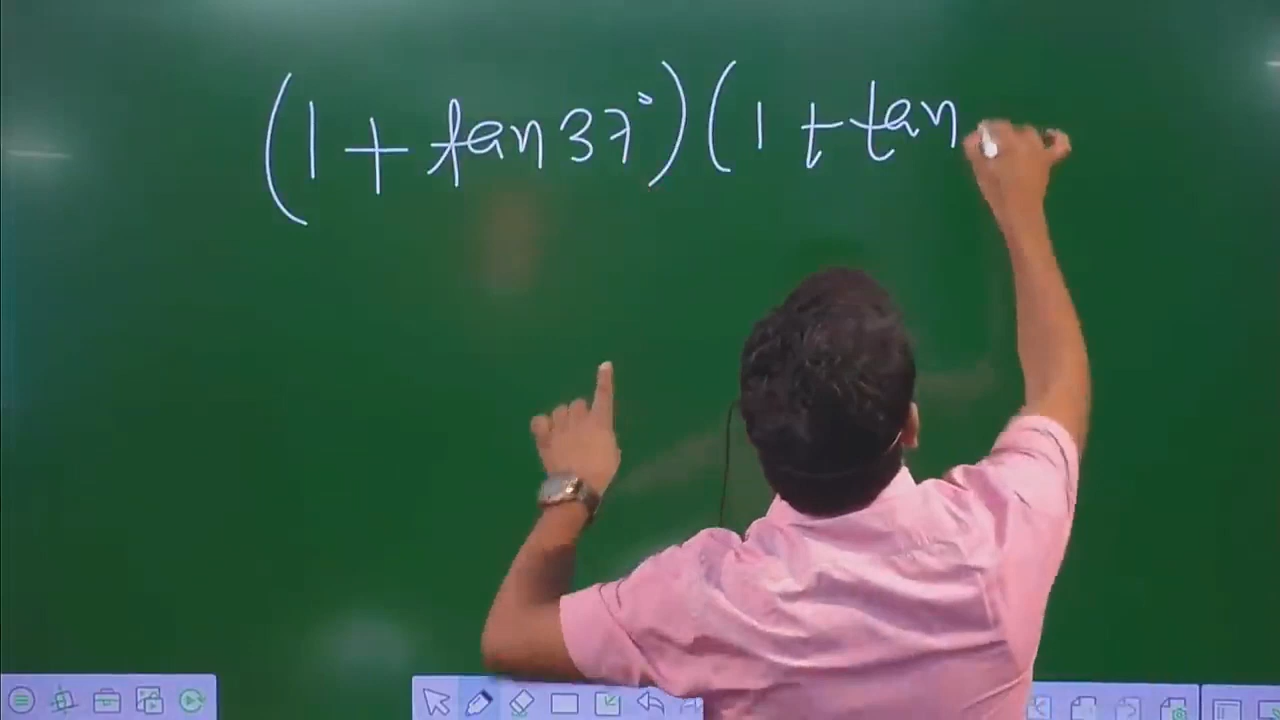 (1 + tan 37°) (1 + tan